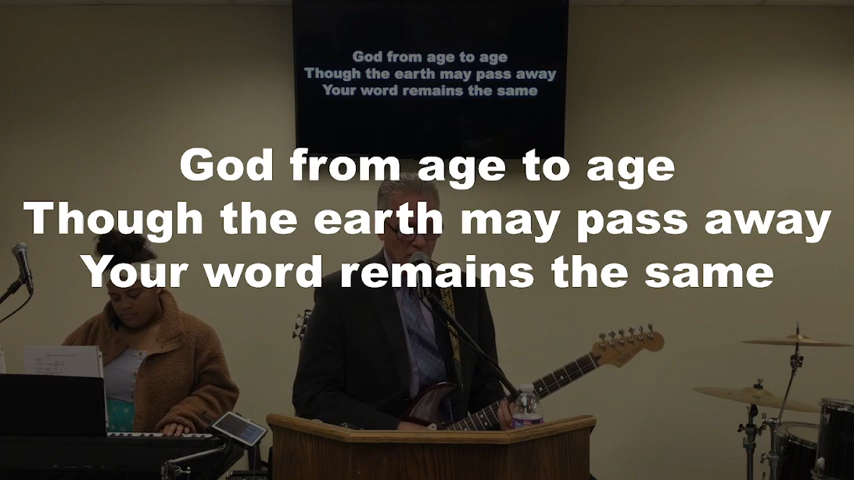 God from age to age
Though the earth may pass away
Your word remains the same
God from age to age
Though the earth may pass away
Your word remains the same